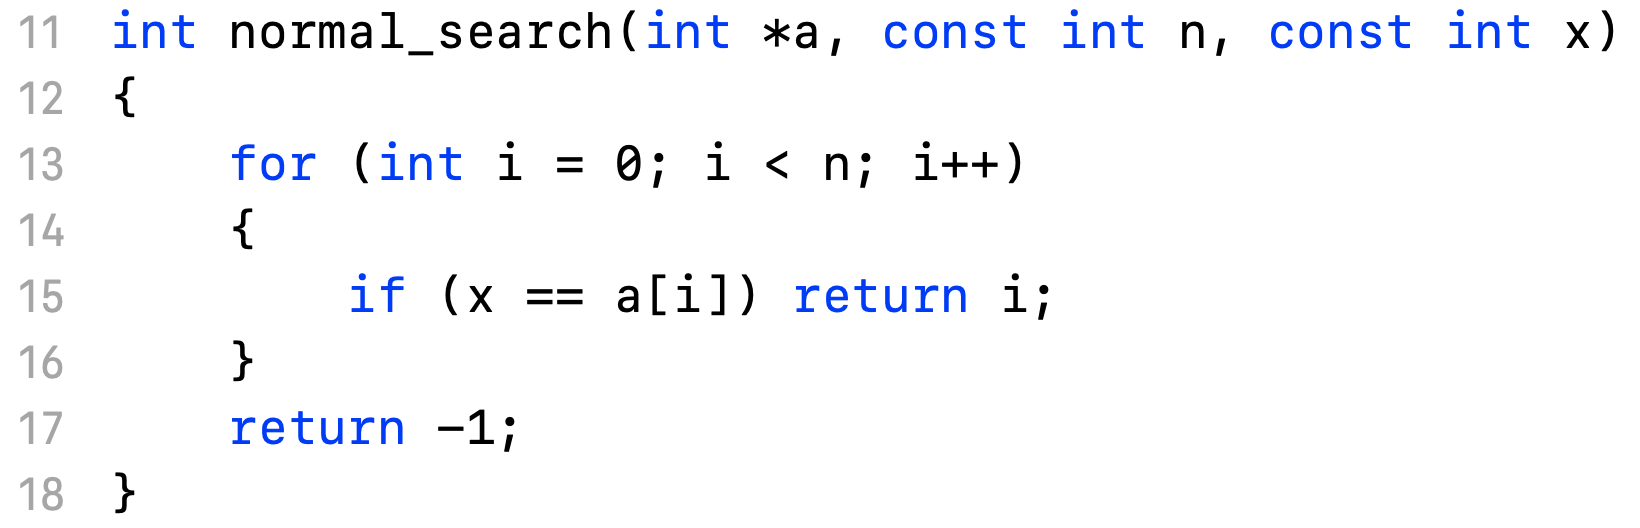 11 int normal_search(int *a, const int n, const int x)
12 {
13     for (int i = 0; i < n; i++)
14     {
15         if (x == a[i]) return i;
16     }
17     return -1;
18 }